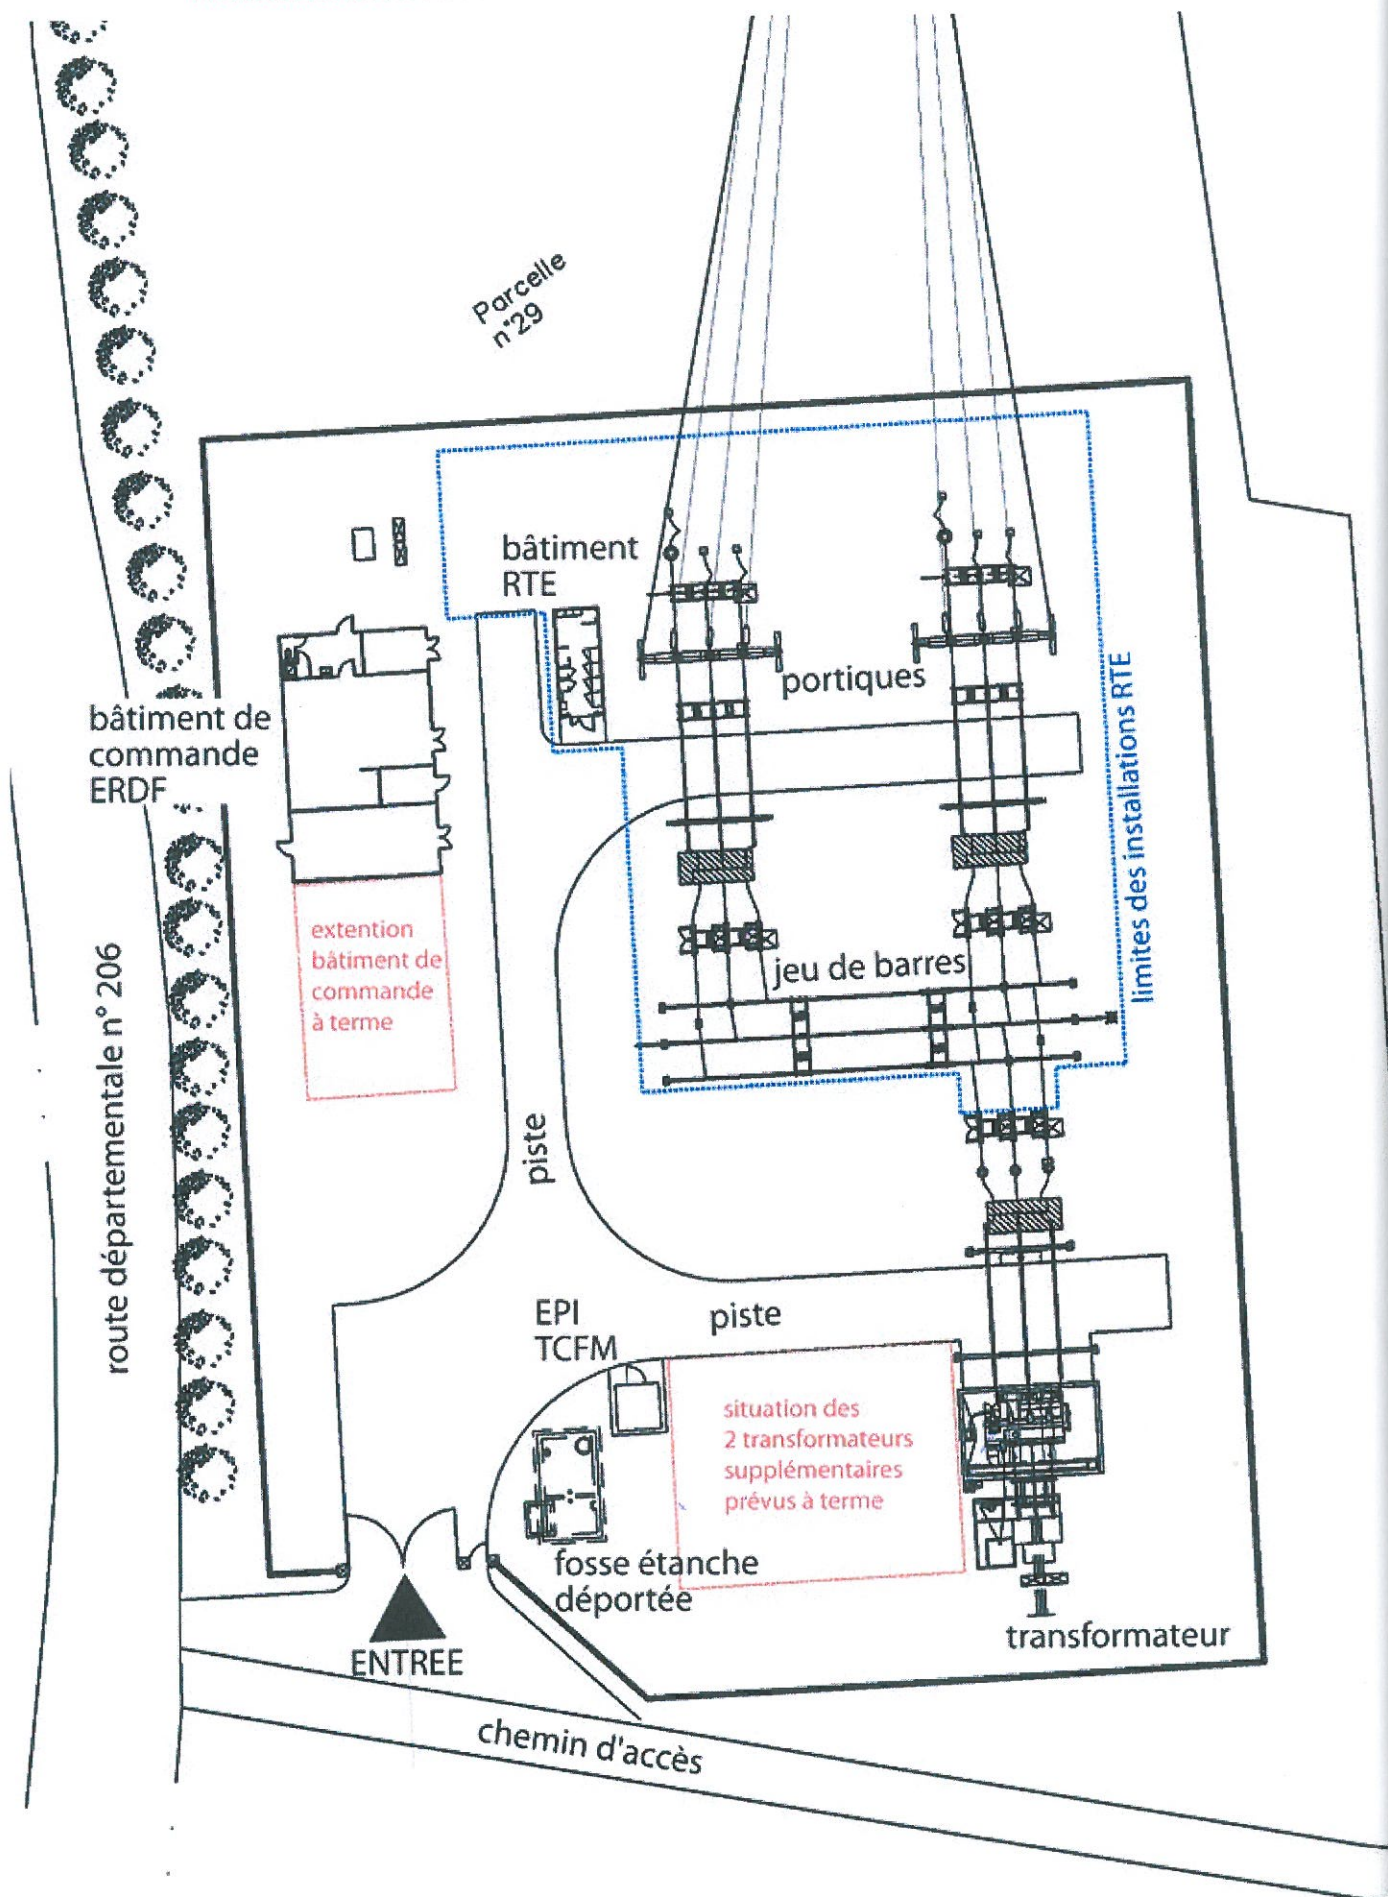 Parcelle
n°29
bâtiment
RTE
portiques
bâtiment de
commande
ERDF
limites des installations RTE
extention
bâtiment de
commande
à terme
jeu de barres
route départementale n° 206
piste
EPI
TCFM
piste
situation des
2 transformateurs
supplémentaires
prévus à terme
fosse étanche
déportée
transformateur
ENTREE
chemin d'accès